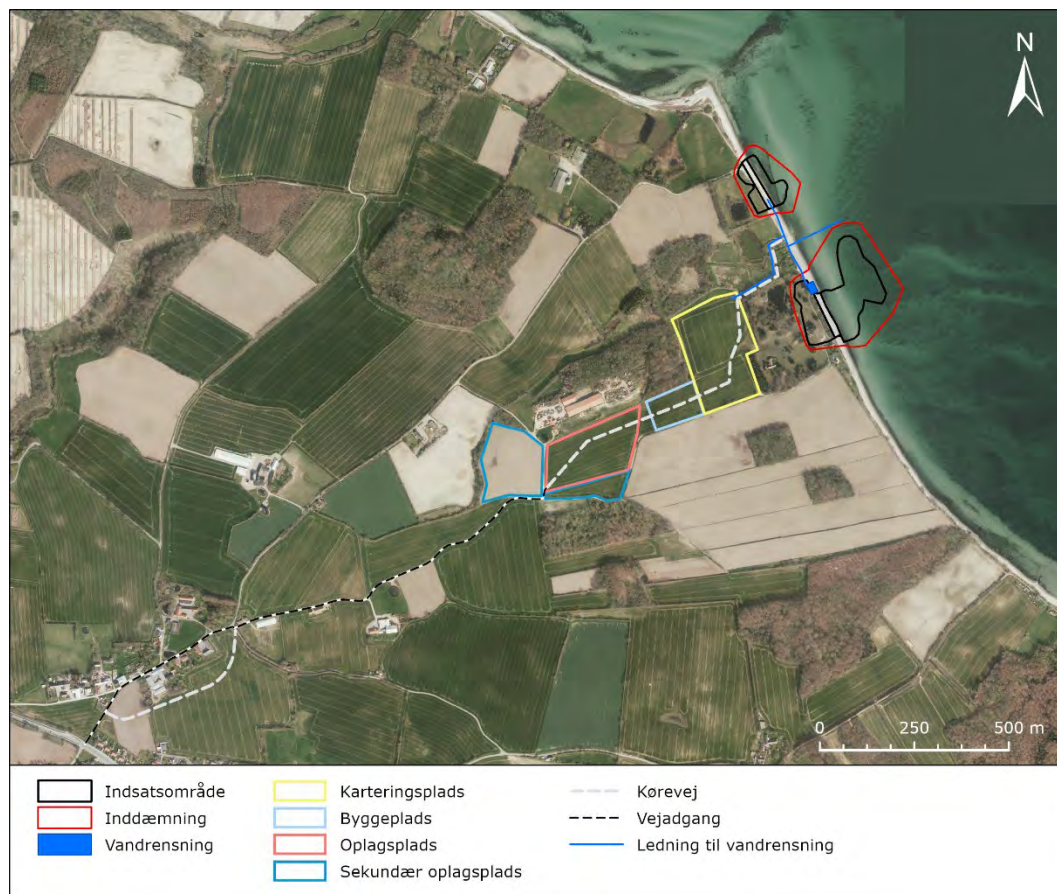 N
0 250 500 m
Indsatsområde
Inddæmning
Vandrensning
Karteringsplads
Byggeplads
Oplagsplads
Sekundær oplagsplads
Kørevej
Vejadgang
Ledning til vandrensning